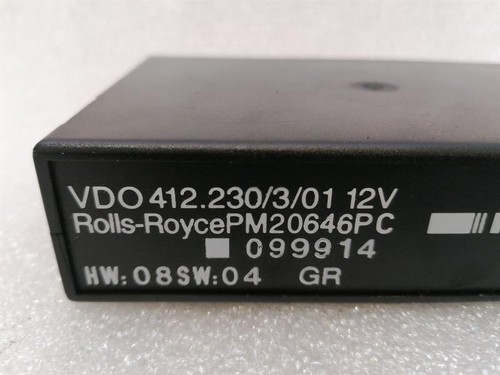 VDO 412.230/3/01 12V
Rolls-RoycePM20646PC
099914
HW:08SW:04 GR